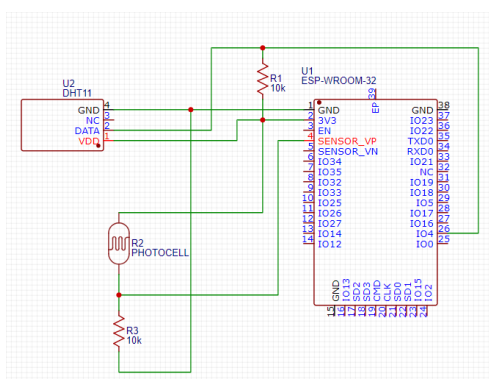 U2
DHT11
GND 4
NC 3
DATA 2
VDD 1
R1
10k
U1
ESP-WROOM-32
EP 39
1 GND
2 3V3
3 EN
4 SENSOR_VP
5 SENSOR_VN
6 IO34
7 IO35
8 IO32
9 IO33
10 IO25
11 IO26
12 IO27
13 IO14
14 IO12
GND 38
IO23 37
IO22 36
TXD0 35
RXD0 34
IO21 33
NC 32
IO19 31
IO18 30
IO5 29
IO17 28
IO16 27
IO4 26
IO0 25
15 GND
16 IO13
17 SD2
18 SD3
19 CMD
20 CLK
21 SD0
22 SD1
23 IO15
24 IO2
R2
PHOTOCELL
R3
10k